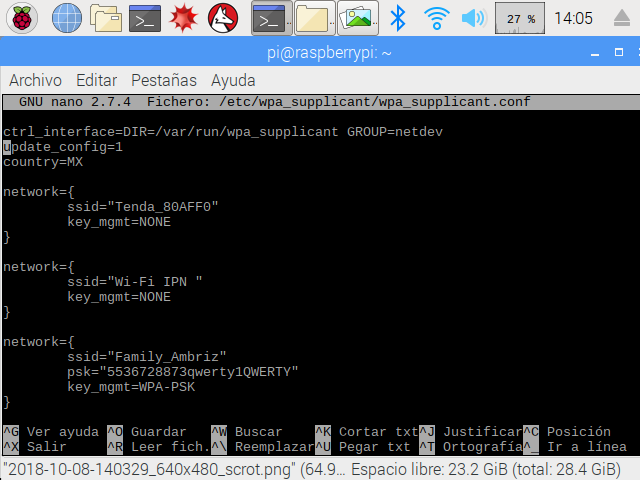 27 %
14:05
pi@raspberrypi: ~
Archivo Editar Pestañas Ayuda
GNU nano 2.7.4 Fichero: /etc/wpa_supplicant/wpa_supplicant.conf
ctrl_interface=DIR=/var/run/wpa_supplicant GROUP=netdev
update_config=1
country=MX
network={
ssid="Tenda_80AFF0"
key_mgmt=NONE
}
network={
ssid="Wi-Fi IPN "
key_mgmt=NONE
}
network={
ssid="Family_Ambriz"
psk="5536728873qwerty1QWERTY"
key_mgmt=WPA-PSK
}
^G Ver ayuda ^O Guardar ^W Buscar ^K Cortar txt ^J Justificar ^C Posición
^X Salir ^R Leer fich. ^\ Reemplazar ^U Pegar txt ^T Ortografía ^_ Ir a línea
"2018-10-08-140329_640x480_scrot.png" (64.9... Espacio libre: 23.2 GiB (total: 28.4 GiB)